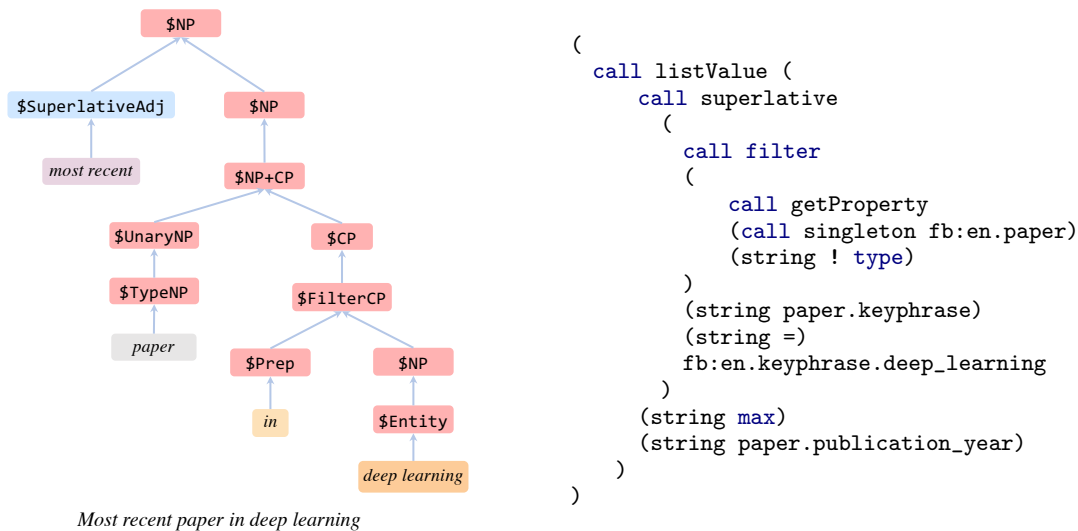 $NP
$SuperlativeAdj
$NP
most recent
$NP+CP
$UnaryNP
$CP
$TypeNP
$FilterCP
paper
$Prep
$NP
in
$Entity
deep learning
Most recent paper in deep learning
(
call listValue (
call superlative
(
call filter
(
call getProperty
(call singleton fb:en.paper)
(string ! type)
)
(string paper.keyphrase)
(string =)
fb:en.keyphrase.deep_learning
)
(string max)
(string paper.publication_year)
)
)